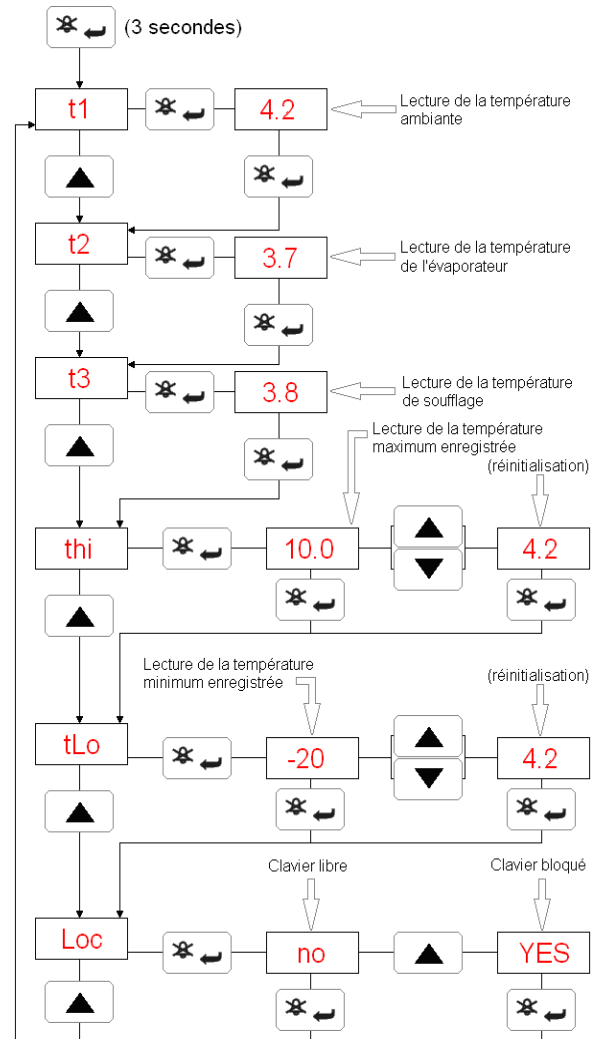 (3 secondes)
t1
4.2
Lecture de la température
ambiante
t2
3.7
Lecture de la température
de l'évaporateur
t3
3.8
Lecture de la température
de soufflage
Lecture de la température
maximum enregistrée
(réinitialisation)
thi
10.0
4.2
Lecture de la température
minimum enregistrée
(réinitialisation)
tLo
-20
4.2
Clavier libre
Clavier bloqué
Loc
no
YES